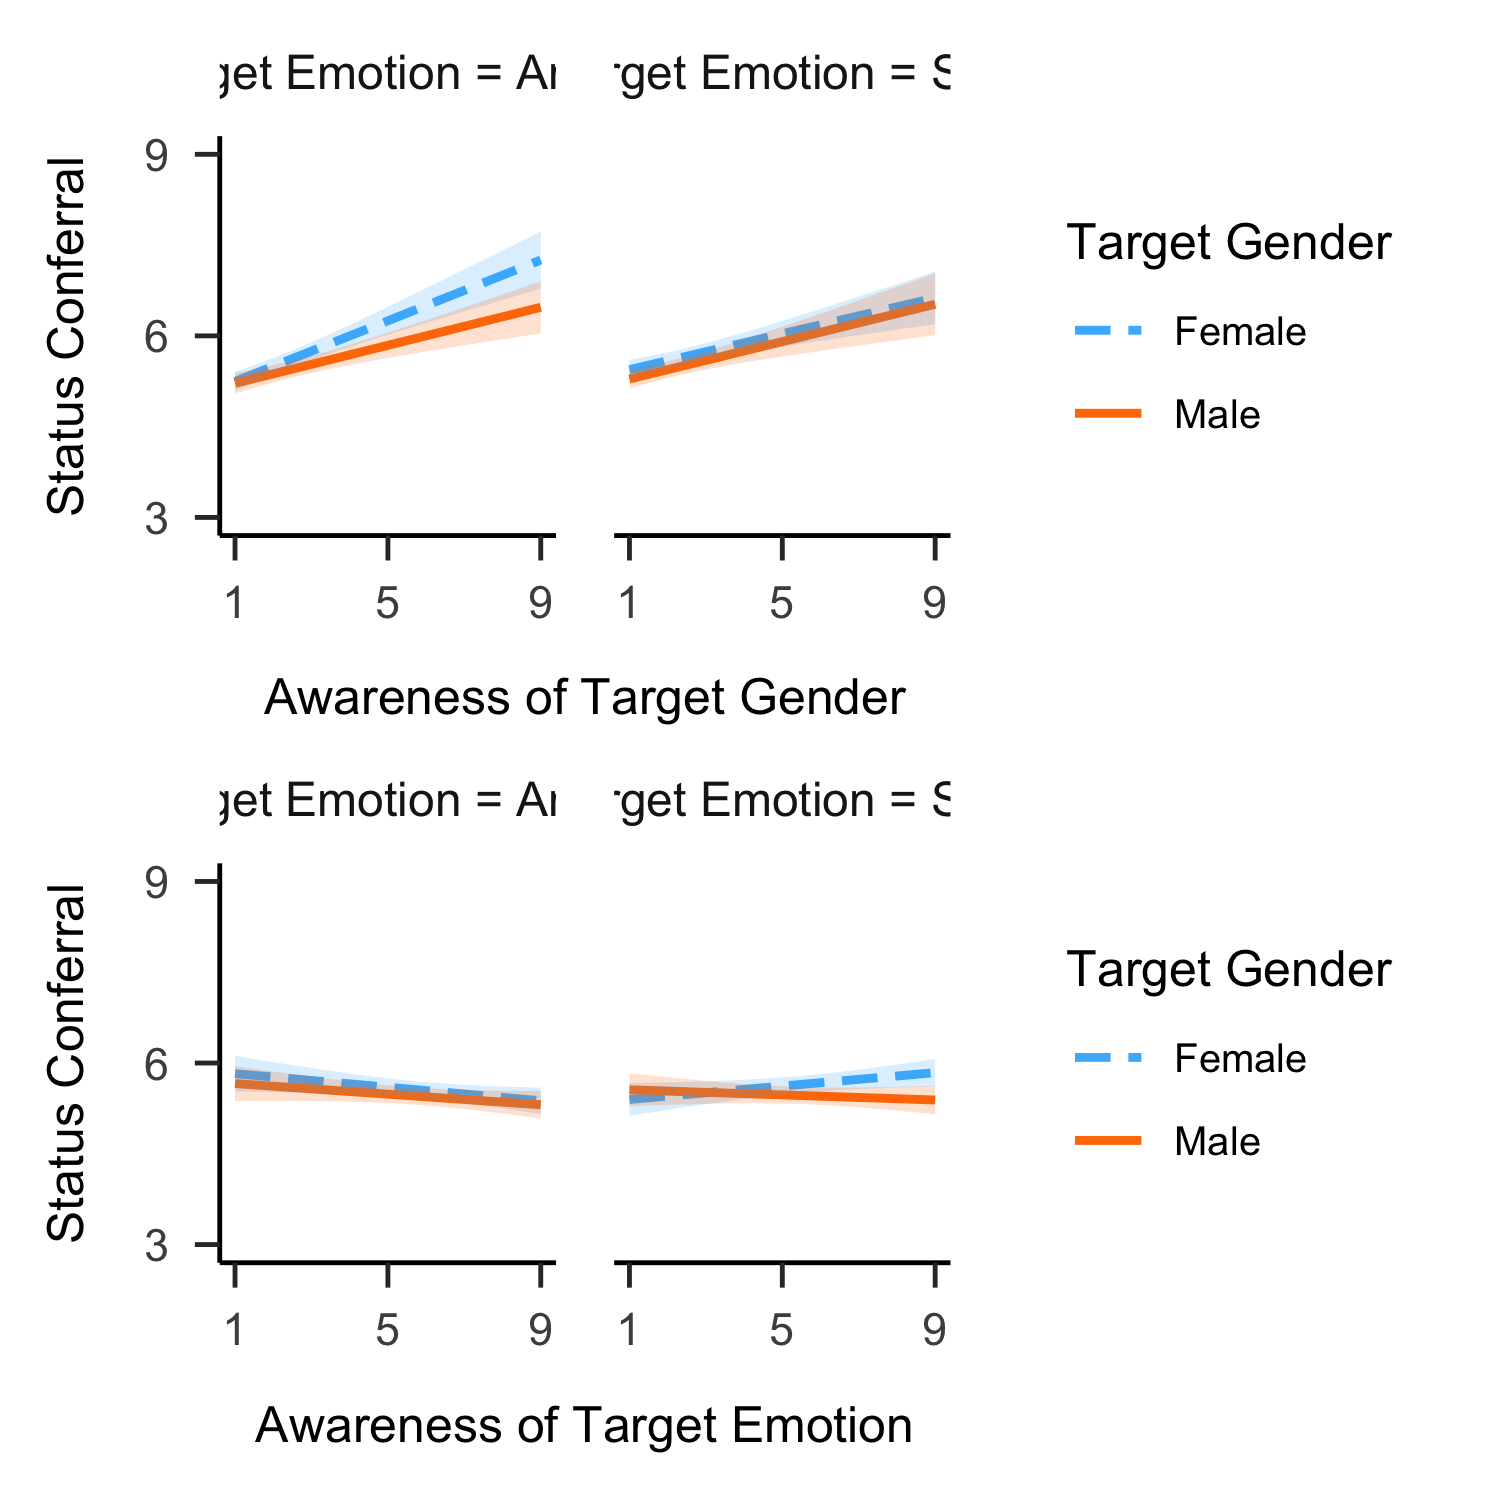 get Emotion = Ar
rget Emotion = S
Status Conferral
9
6
3
1 5 9
1 5 9
Awareness of Target Gender
Target Gender
Female
Male
get Emotion = Ar
rget Emotion = S
Status Conferral
9
6
3
1 5 9
1 5 9
Awareness of Target Emotion
Target Gender
Female
Male